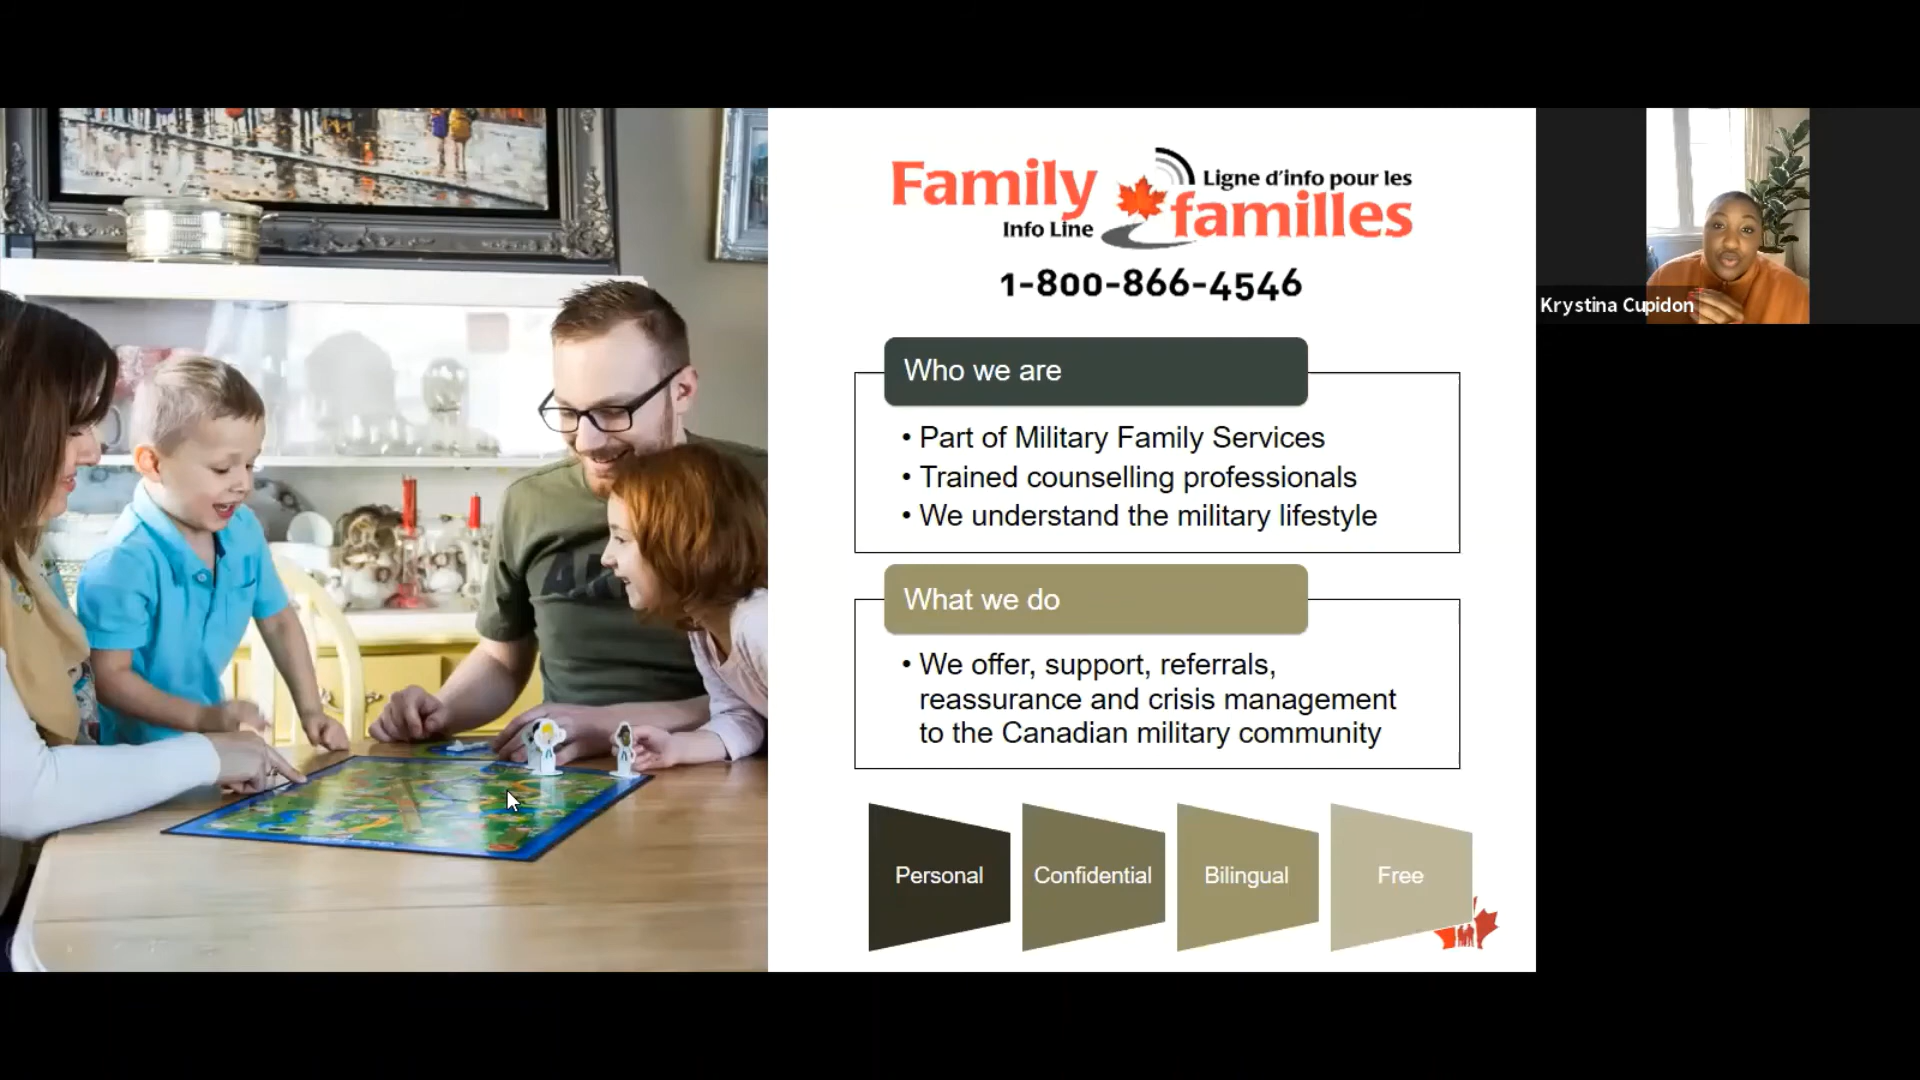 Family
Info Line
Ligne d'info pour les
familles
1-800-866-4546
Krystina Cupidon
Who we are
• Part of Military Family Services
• Trained counselling professionals
• We understand the military lifestyle
What we do
• We offer, support, referrals,
reassurance and crisis management
to the Canadian military community
Personal
Confidential
Bilingual
Free